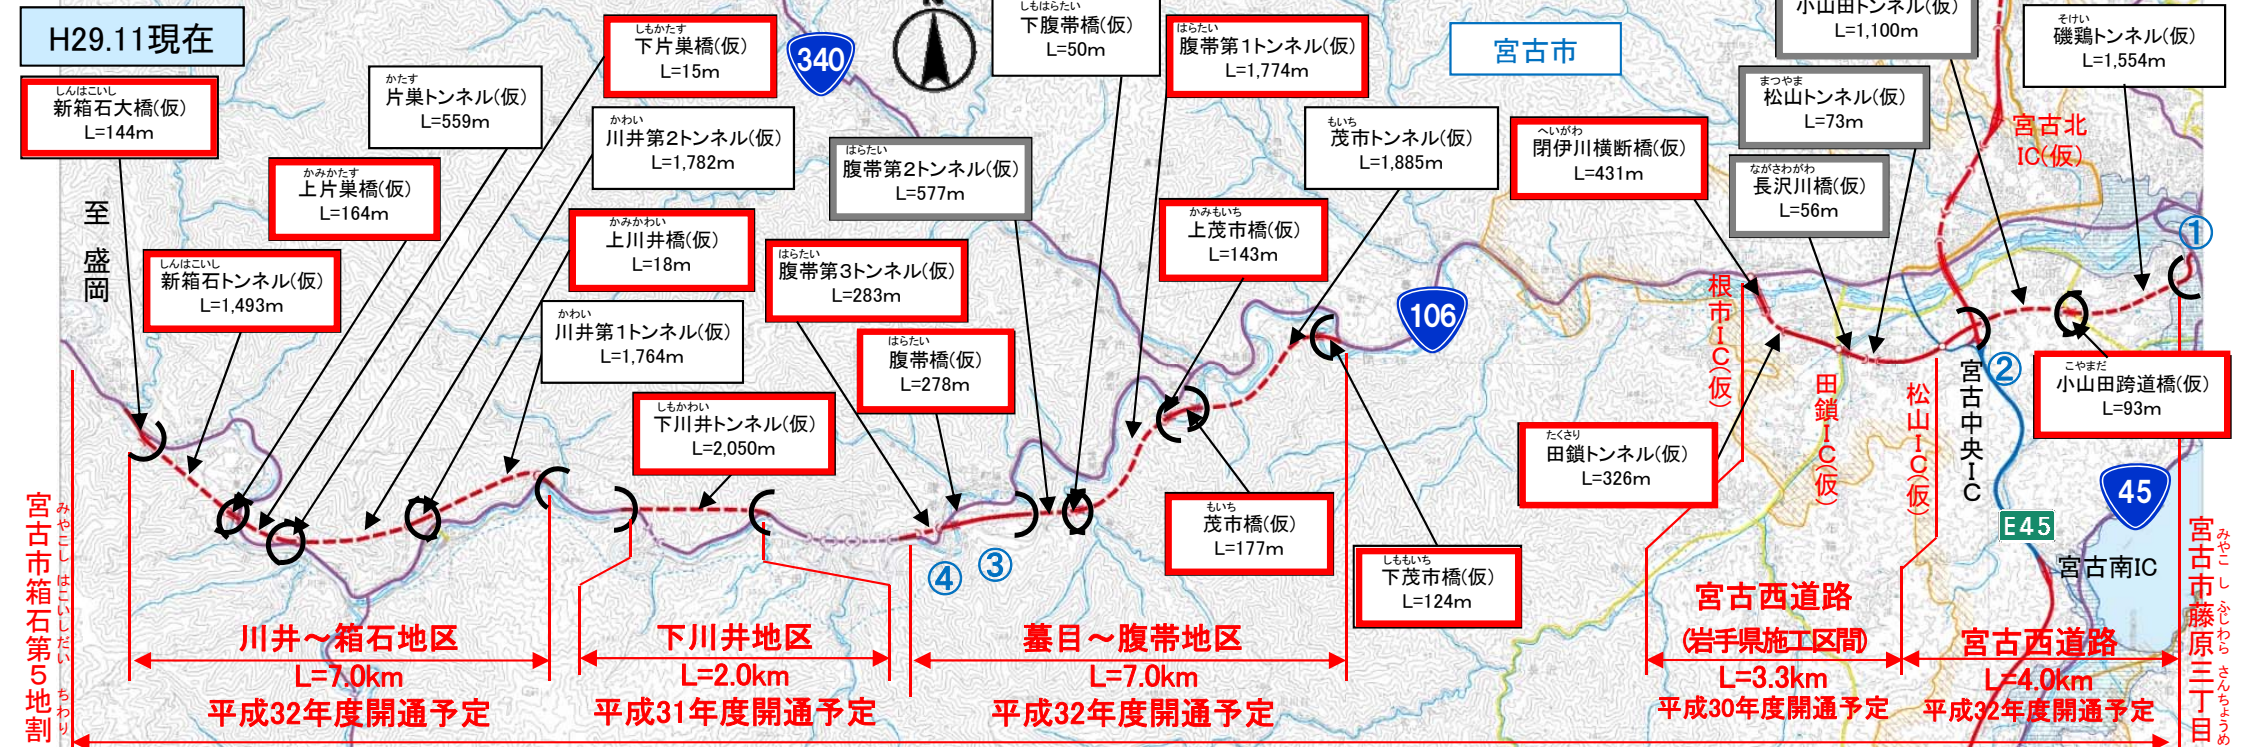 H29.11現在
しんはこいし
新箱石大橋(仮)
L=144m
至 盛岡
しんはこいし
新箱石トンネル(仮)
L=1,493m
かみかたす
上片巣橋(仮)
L=164m
かたす
片巣トンネル(仮)
L=559m
しもかたす
下片巣橋(仮)
L=15m
340
かわい
川井第2トンネル(仮)
L=1,782m
かみかわい
上川井橋(仮)
L=18m
かわい
川井第1トンネル(仮)
L=1,764m
しもかわい
下川井トンネル(仮)
L=2,050m
N
しもはらたい
下腹帯橋(仮)
L=50m
はらたい
腹帯第1トンネル(仮)
L=1,774m
はらたい
腹帯第2トンネル(仮)
L=577m
はらたい
腹帯第3トンネル(仮)
L=283m
はらたい
腹帯橋(仮)
L=278m
かみもいち
上茂市橋(仮)
L=143m
もいち
茂市トンネル(仮)
L=1,885m
もいち
茂市橋(仮)
L=177m
しももいち
下茂市橋(仮)
L=124m
106
宮古市
へいがわ
閉伊川横断橋(仮)
L=431m
小山田トンネル(仮)
L=1,100m
まつやま
松山トンネル(仮)
L=73m
ながさわがわ
長沢川橋(仮)
L=56m
そけい
磯鶏トンネル(仮)
L=1,554m
宮古北
IC(仮)
①
②
③
④
こやまだ
小山田跨道橋(仮)
L=93m
たくさり
田鎖トンネル(仮)
L=326m
根市IC(仮)
田鎖IC(仮)
松山IC(仮)
宮古中央IC
E45
45
宮古南IC
宮古市箱石第5地割
みやこし はこいしだい ちわり
川井～箱石地区
L=7.0km
平成32年度開通予定
下川井地区
L=2.0km
平成31年度開通予定
蟇目～腹帯地区
L=7.0km
平成32年度開通予定
宮古西道路
(岩手県施工区間)
L=3.3km
平成30年度開通予定
宮古西道路
L=4.0km
平成32年度開通予定
宮古市藤原三丁目
みやこ し ふじわら さんちょうめ